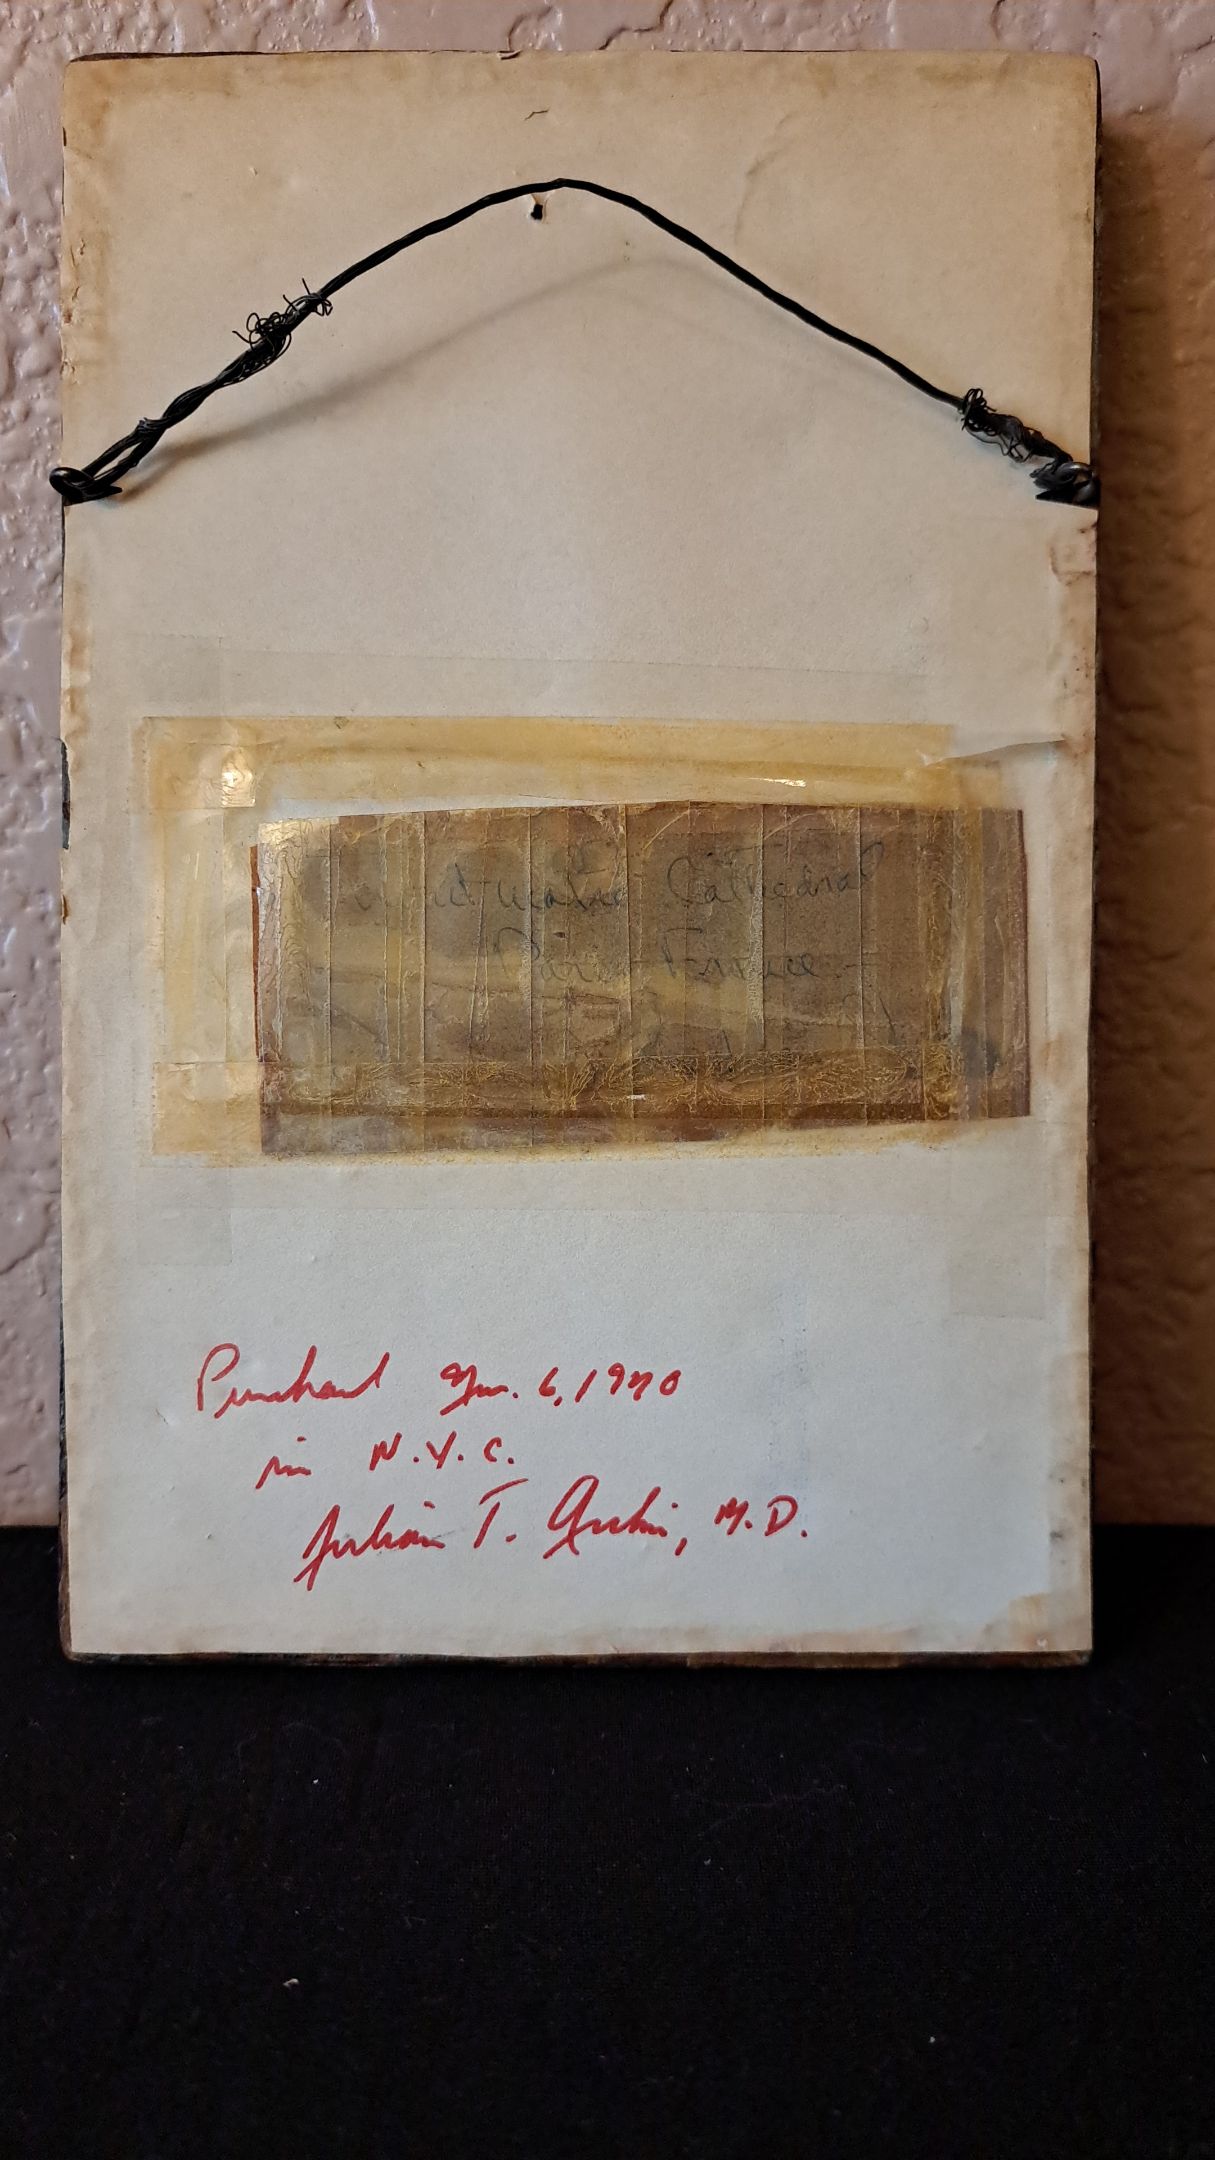 Cathedral
Paris France
Purchased Jan. 6, 1970
in N.Y.C.
Julian T. M.D.